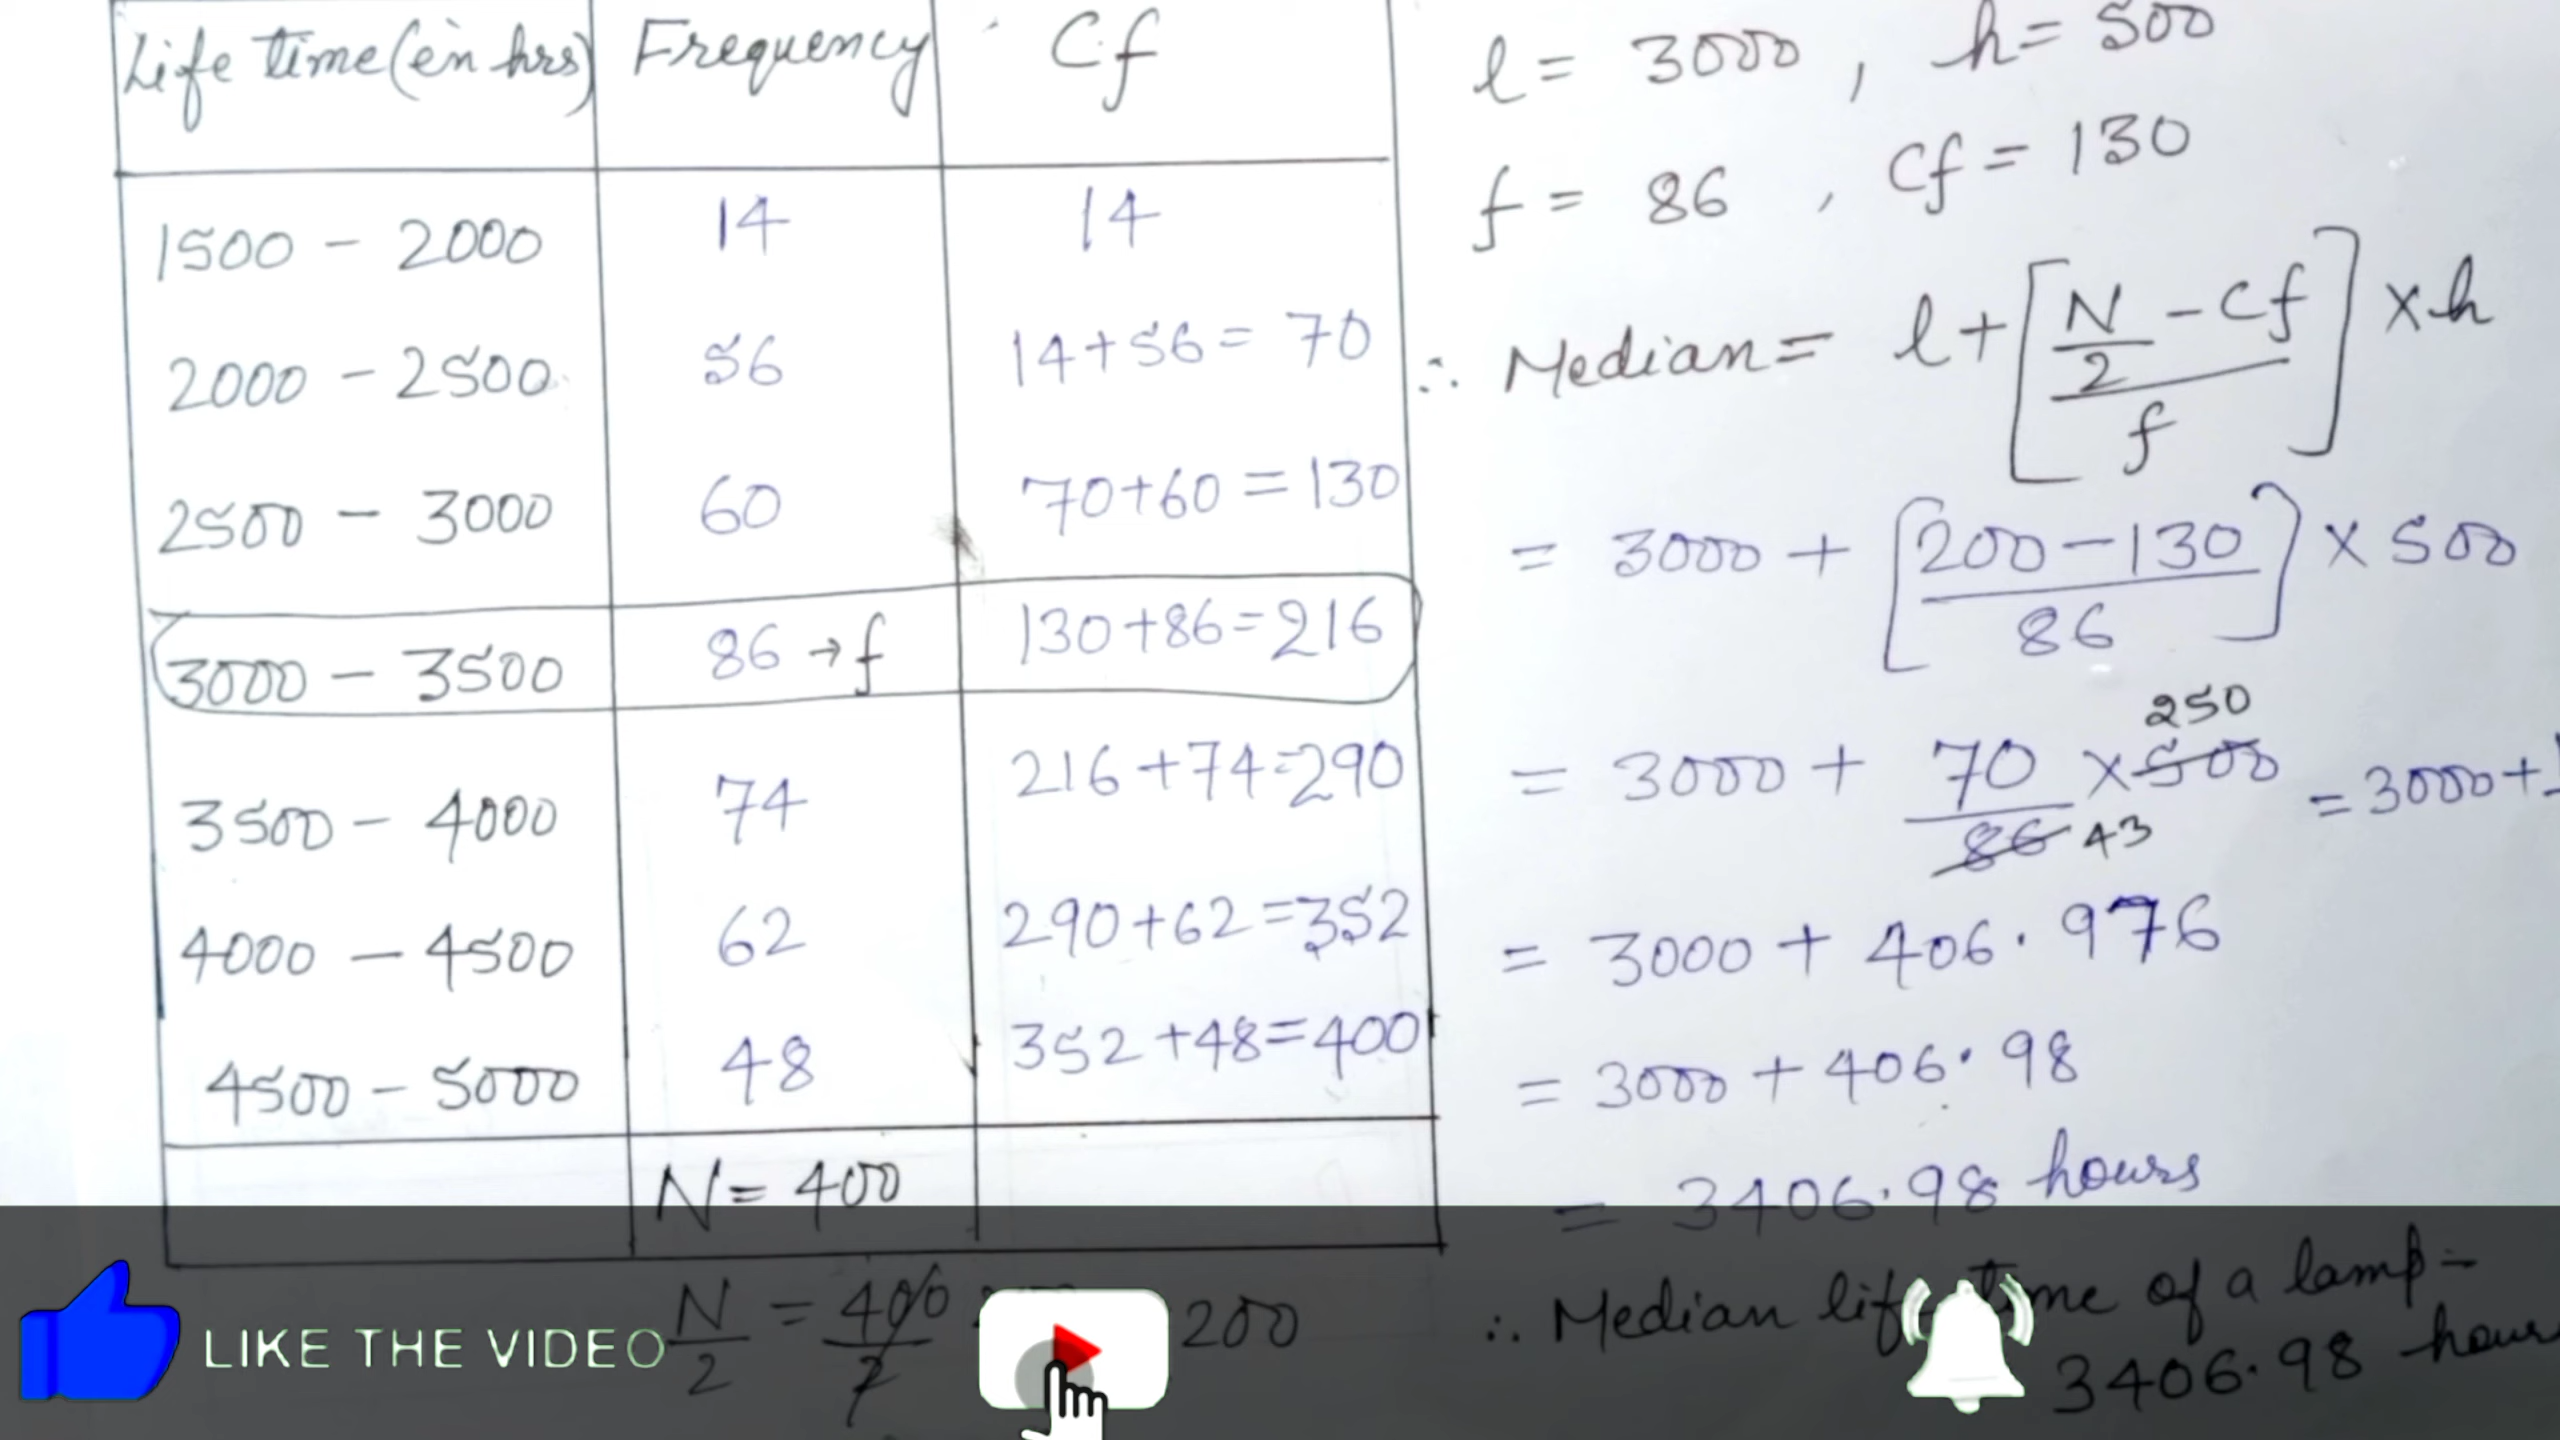 Life time (in hrs) Frequency Cf
1500 - 2000 14 14
2000 - 2500 56 14+56= 70
2500 - 3000 60 70+60 = 130
3000 - 3500 86 → f 130+86=216
3500 - 4000 74 216+74=290
4000 - 4500 62 290+62=352
4500 - 5000 48 352+48=400
N= 400
N/2 = 400/2 200
l= 3000 , h= 500
f = 86 , Cf = 130
∴ Median= l+[N/2 - Cf / f] ×h
= 3000 + [200-130 / 86] × 500
250
= 3000 + 70/86 ×500 = 3000+
43
= 3000 + 406.976
= 3000 + 406.98
= 3406.98 hours
∴ Median life time of a lamp=
3406.98 hours
LIKE THE VIDEO